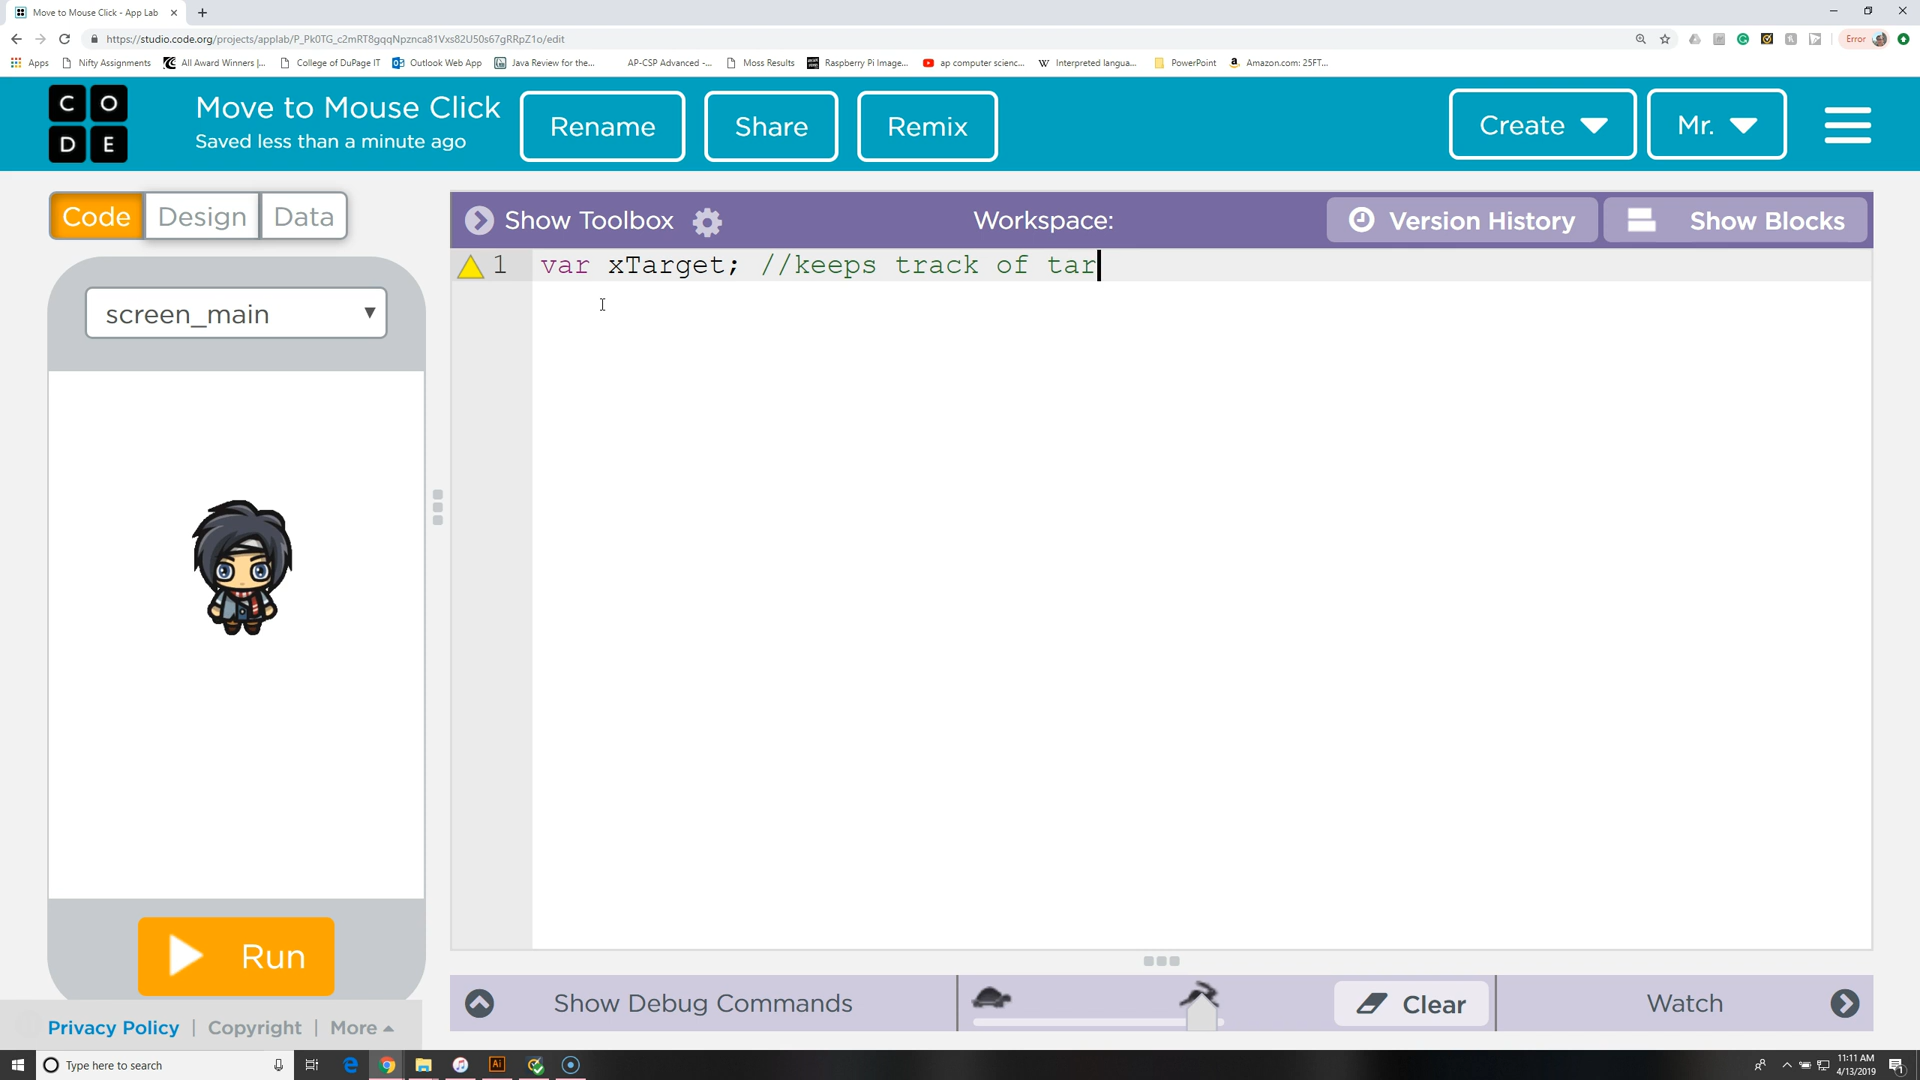 Move to Mouse Click - App Lab
https://studio.code.org/projects/applab/P_Pk0TG_c2mRT8gqqNpznca81Vxs82U50s67gRRpZ1o/edit
Error
Apps Nifty Assignments All Award Winners |... College of DuPage IT Outlook Web App Java Review for the... AP-CSP Advanced -... Moss Results Raspberry Pi Image... ap computer scienc... Interpreted langua... PowerPoint Amazon.com: 25FT...
C O
D E
Move to Mouse Click
Saved less than a minute ago
Rename
Share
Remix
Create
Mr.
Code Design Data
Show Toolbox
Workspace:
Version History
Show Blocks
1 var xTarget; //keeps track of tar
screen_main
Run
Show Debug Commands
Clear
Watch
Privacy Policy | Copyright | More
Type here to search
11:11 AM
4/13/2019